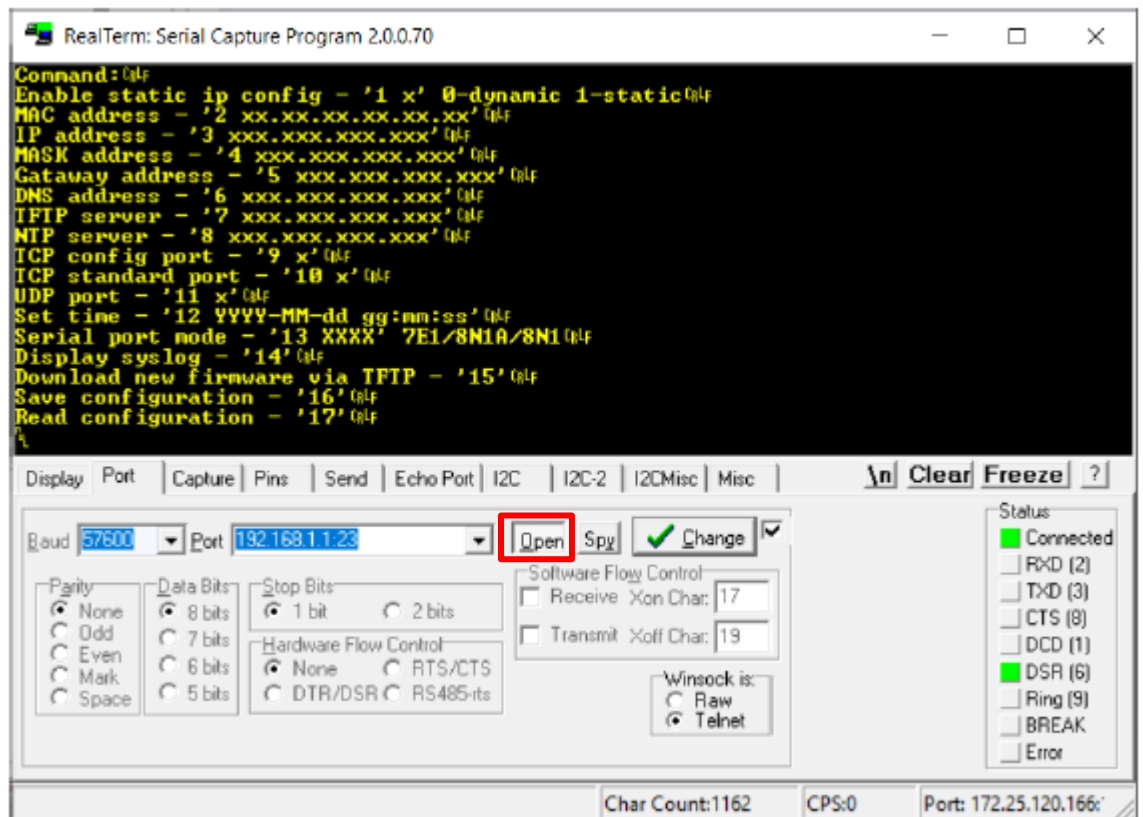 RealTerm: Serial Capture Program 2.0.0.70
Command:CRLF
Enable static ip config - '1 x' 0-dynamic 1-staticCRLF
MAC address - '2 xx.xx.xx.xx.xx.xx'CRLF
IP address - '3 xxx.xxx.xxx.xxx'CRLF
MASK address - '4 xxx.xxx.xxx.xxx'CRLF
Gataway address - '5 xxx.xxx.xxx.xxx'CRLF
DNS address - '6 xxx.xxx.xxx.xxx'CRLF
TFTP server - '7 xxx.xxx.xxx.xxx'CRLF
NTP server - '8 xxx.xxx.xxx.xxx'CRLF
TCP config port - '9 x'CRLF
TCP standard port - '10 x'CRLF
UDP port - '11 x'CRLF
Set time - '12 YYYY-MM-dd gg:mm:ss'CRLF
Serial port mode - '13 XXXX' 7E1/8N1A/8N1CRLF
Display syslog - '14'CRLF
Download new firmware via TFTP - '15'CRLF
Save configuration - '16'CRLF
Read configuration - '17'CRLF
Display Port Capture Pins Send Echo Port I2C I2C-2 I2CMisc Misc \n Clear Freeze ?
Baud 57600 Port 192.168.1.1:23 Open Spy Change
Parity
None
Odd
Even
Mark
Space
Data Bits
8 bits
7 bits
6 bits
5 bits
Stop Bits
1 bit 2 bits
Hardware Flow Control
None RTS/CTS
DTR/DSR RS485-rts
Software Flow Control
Receive Xon Char: 17
Transmit Xoff Char: 19
Winsock is:
Raw
Telnet
Status
Connected
RXD (2)
TXD (3)
CTS (8)
DCD (1)
DSR (6)
Ring (9)
BREAK
Error
Char Count:1162 CPS:0 Port: 172.25.120.166: